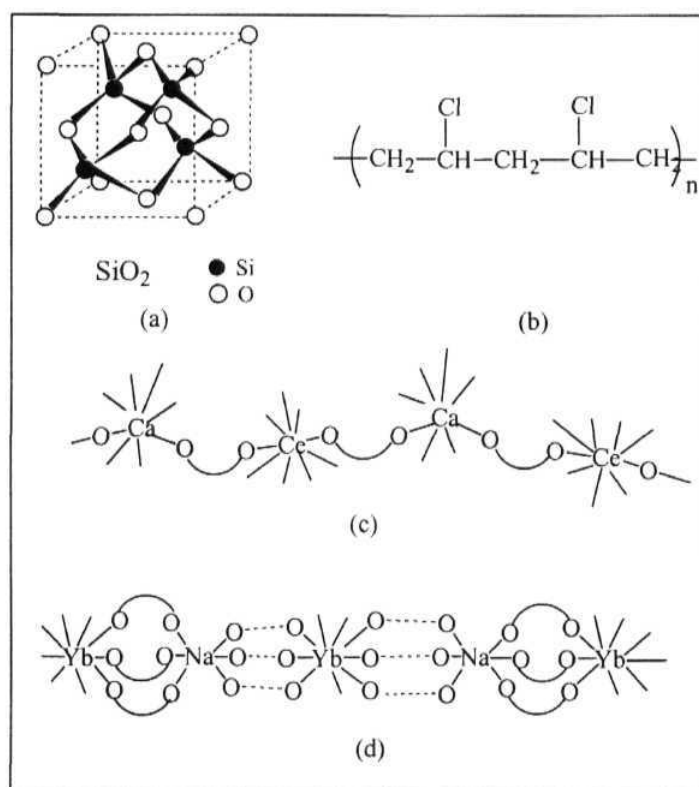 Cl Cl
CH2—CH—CH2—CH—CH2
n
SiO2
Si
O
(a)
(b)
O Ca O O Ce O O Ca O O Ce O
(c)
O O O O O O O O
Yb O O Na O O Yb O O Na O O Yb
O O O O O O O O
(d)